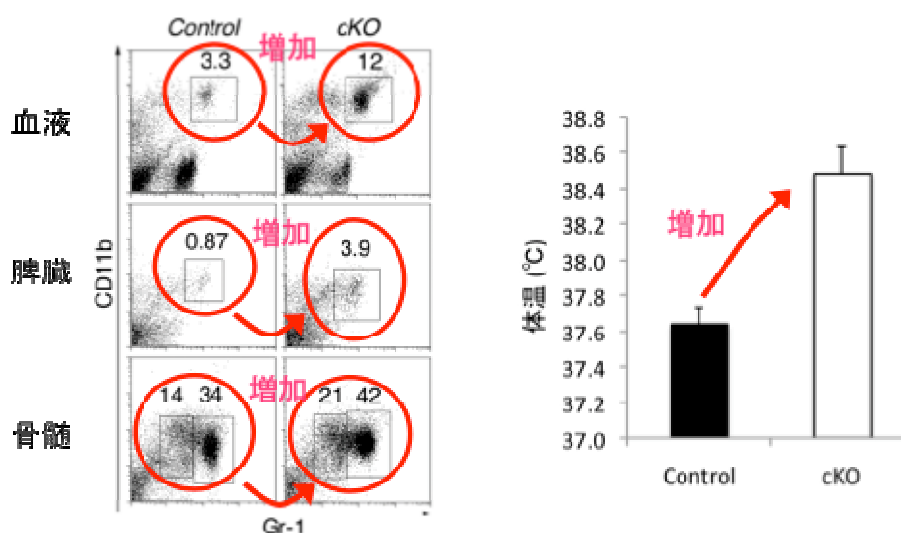 Control
cKO
血液
3.3
増加
12
脾臓
0.87
増加
3.9
骨髄
14 34
増加
21 42
CD11b
Gr-1
体温 (℃)
38.8
38.6
38.4
38.2
38.0
37.8
37.6
37.4
37.2
37.0
増加
Control
cKO